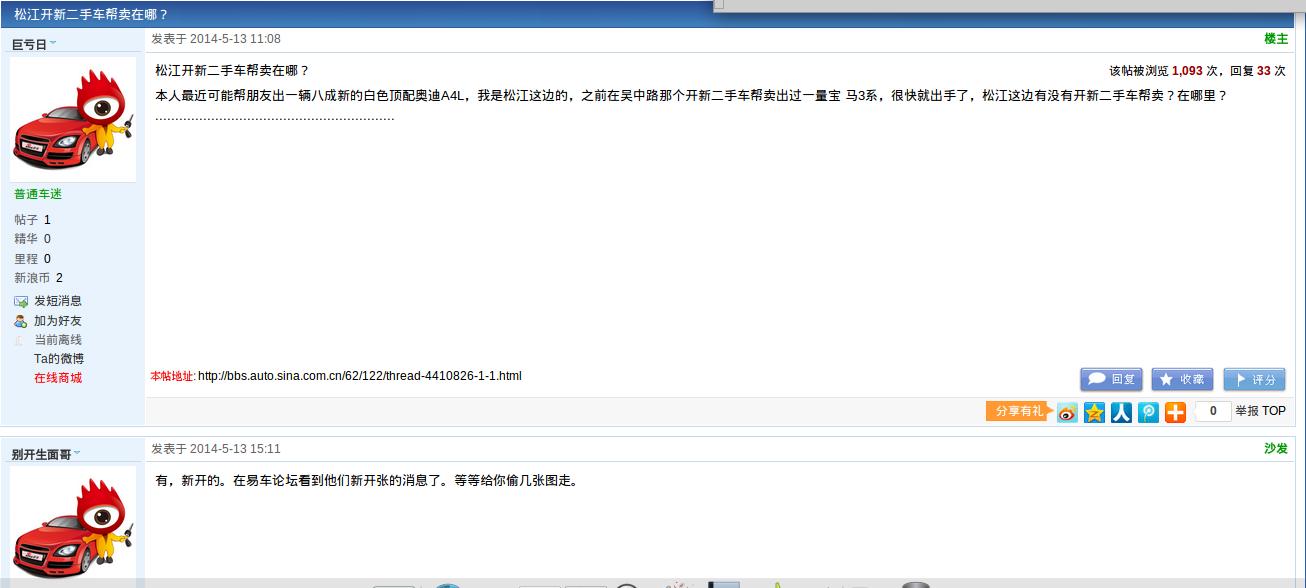 松江开新二手车帮卖在哪？
巨亏日
发表于 2014-5-13 11:08
楼主
松江开新二手车帮卖在哪？
该帖被浏览 1,093 次，回复 33 次
本人最近可能帮朋友出一辆八成新的白色顶配奥迪A4L，我是松江这边的，之前在吴中路那个开新二手车帮卖出过一量宝 马3系，很快就出手了，松江这边有没有开新二手车帮卖？在哪里？
............................................................
普通车迷
帖子 1
精华 0
里程 0
新浪币 2
发短消息
加为好友
当前离线
Ta的微博
在线商城
本帖地址:http://bbs.auto.sina.com.cn/62/122/thread-4410826-1-1.html
回复
收藏
评分
分享有礼
0
举报 TOP
别开生面哥
发表于 2014-5-13 15:11
沙发
有，新开的。在易车论坛看到他们新开张的消息了。等等给你偷几张图走。